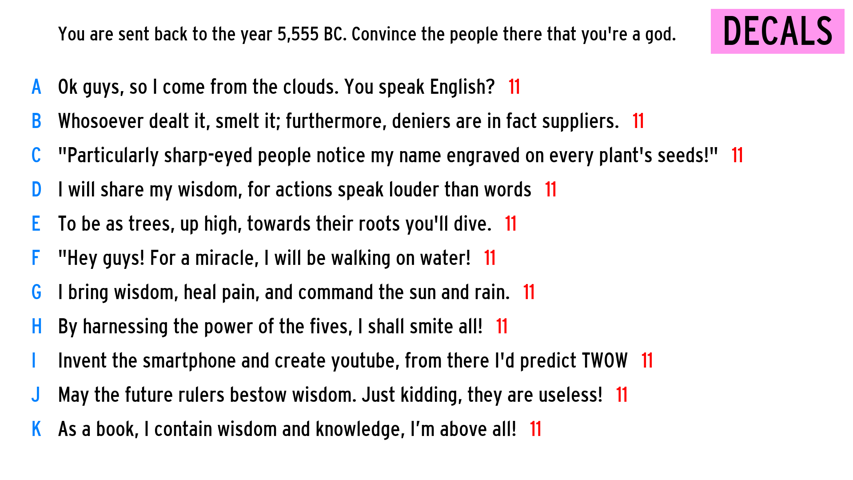 You are sent back to the year 5,555 BC. Convince the people there that you're a god.
DECALS
A Ok guys, so I come from the clouds. You speak English? 11
B Whosoever dealt it, smelt it; furthermore, deniers are in fact suppliers. 11
C "Particularly sharp-eyed people notice my name engraved on every plant's seeds!" 11
D I will share my wisdom, for actions speak louder than words 11
E To be as trees, up high, towards their roots you'll dive. 11
F "Hey guys! For a miracle, I will be walking on water! 11
G I bring wisdom, heal pain, and command the sun and rain. 11
H By harnessing the power of the fives, I shall smite all! 11
I Invent the smartphone and create youtube, from there I'd predict TWOW 11
J May the future rulers bestow wisdom. Just kidding, they are useless! 11
K As a book, I contain wisdom and knowledge, I’m above all! 11